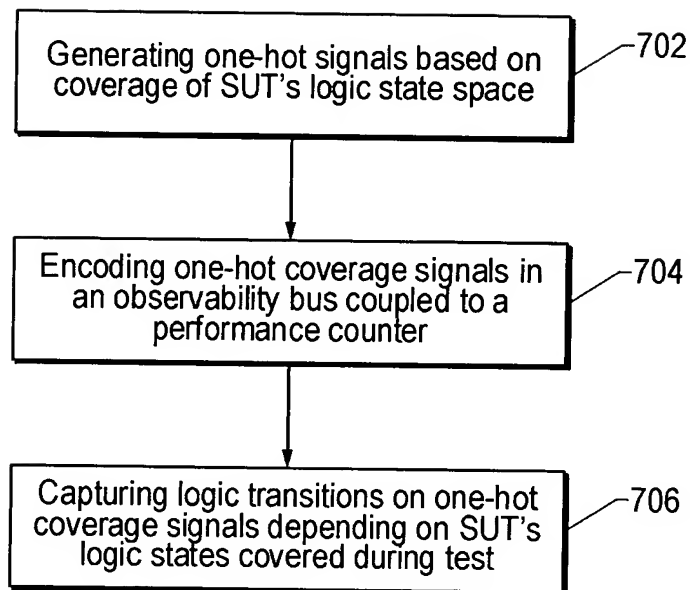 Generating one-hot signals based on
coverage of SUT's logic state space
702
Encoding one-hot coverage signals in
an observability bus coupled to a
performance counter
704
Capturing logic transitions on one-hot
coverage signals depending on SUT's
logic states covered during test
706